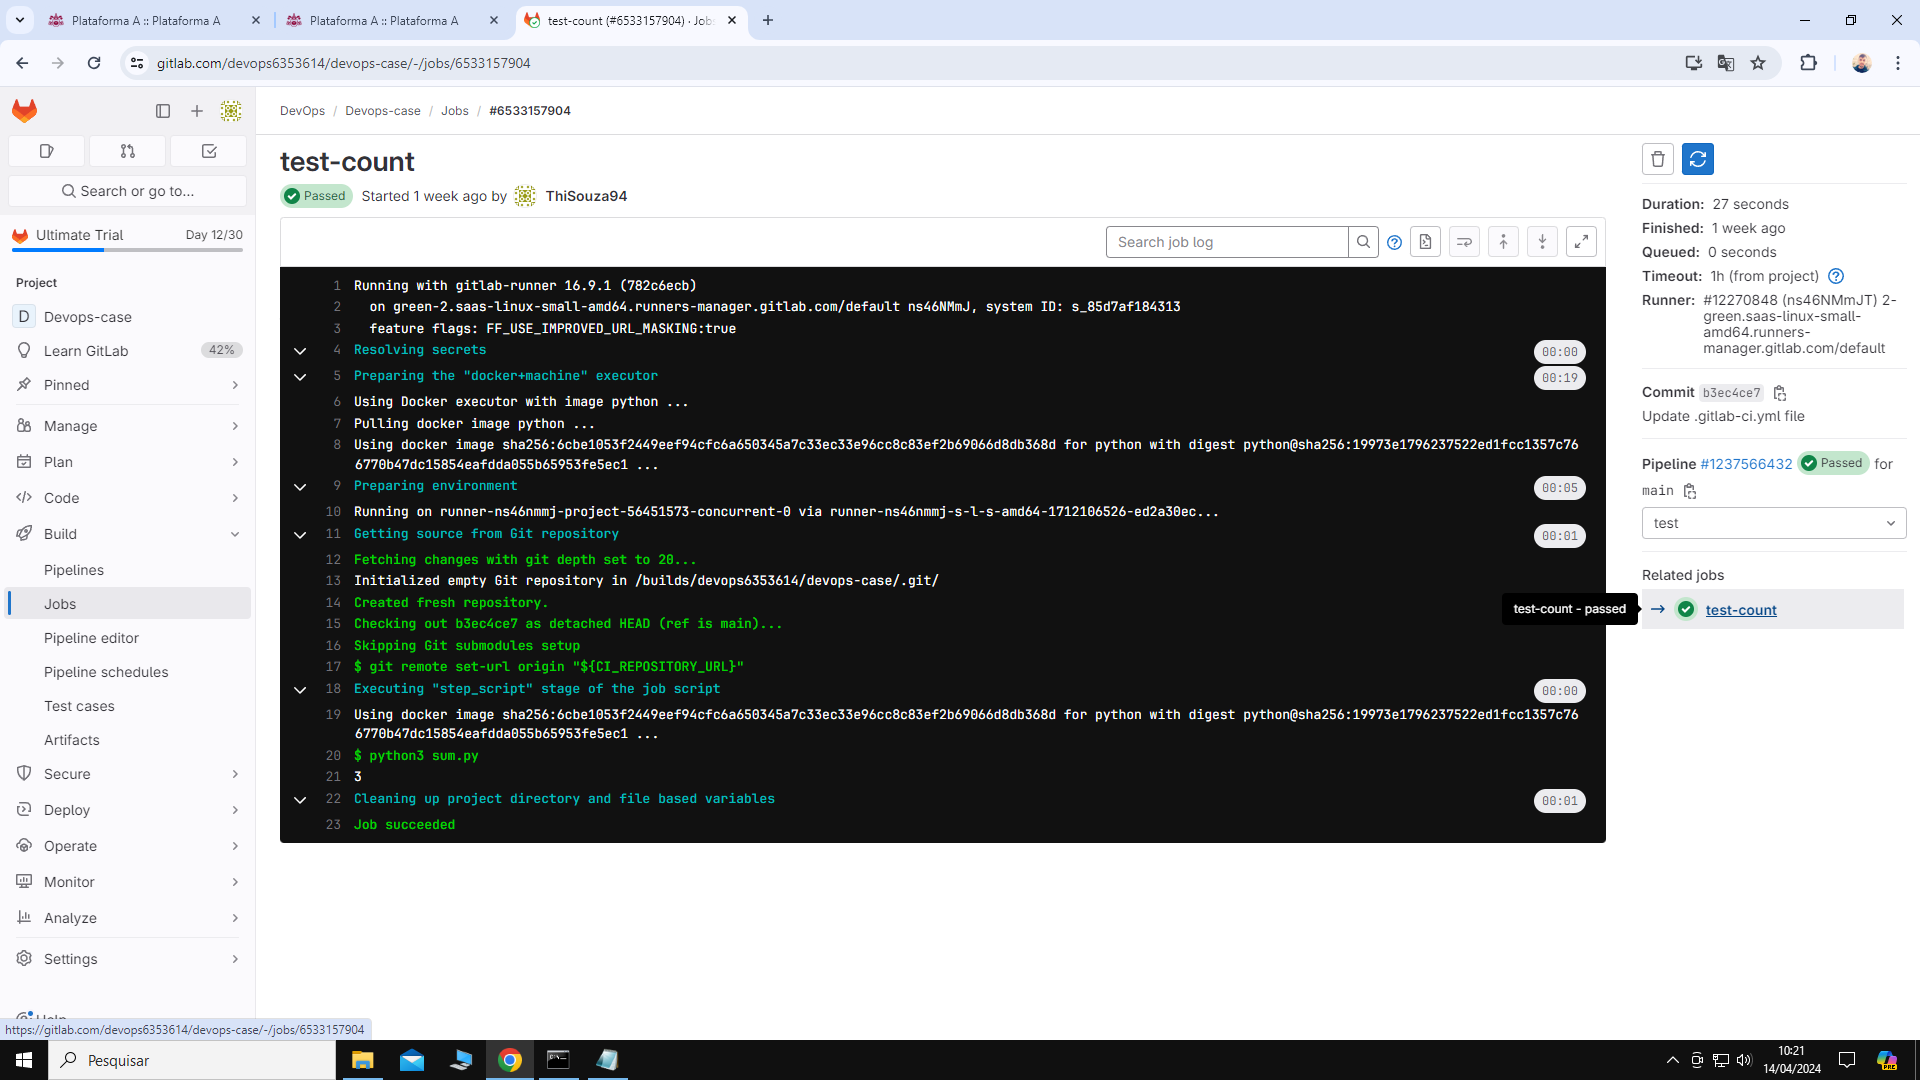 Plataforma A :: Plataforma A
Plataforma A :: Plataforma A
test-count (#6533157904) · Job
gitlab.com/devops6353614/devops-case/-/jobs/6533157904
DevOps / Devops-case / Jobs / #6533157904
Search or go to...
Ultimate Trial Day 12/30
Project
D Devops-case
Learn GitLab 42%
Pinned
Manage
Plan
Code
Build
Pipelines
Jobs
Pipeline editor
Pipeline schedules
Test cases
Artifacts
Secure
Deploy
Operate
Monitor
Analyze
Settings
Help
https://gitlab.com/devops6353614/devops-case/-/jobs/6533157904
test-count
Passed Started 1 week ago by ThiSouza94
Search job log
1 Running with gitlab-runner 16.9.1 (782c6ecb)
2 on green-2.saas-linux-small-amd64.runners-manager.gitlab.com/default ns46NMmJ, system ID: s_85d7af184313
3 feature flags: FF_USE_IMPROVED_URL_MASKING:true
4 Resolving secrets 00:00
5 Preparing the "docker+machine" executor 00:19
6 Using Docker executor with image python ...
7 Pulling docker image python ...
8 Using docker image sha256:6cbe1053f2449eef94cfc6a650345a7c33ec33e96cc8c83ef2b69066d8db368d for python with digest python@sha256:19973e1796237522ed1fcc1357c76
6770b47dc15854eafdda055b65953fe5ec1 ...
9 Preparing environment 00:05
10 Running on runner-ns46nmmj-project-56451573-concurrent-0 via runner-ns46nmmj-s-l-s-amd64-1712106526-ed2a30ec...
11 Getting source from Git repository 00:01
12 Fetching changes with git depth set to 20...
13 Initialized empty Git repository in /builds/devops6353614/devops-case/.git/
14 Created fresh repository.
15 Checking out b3ec4ce7 as detached HEAD (ref is main)...
16 Skipping Git submodules setup
17 $ git remote set-url origin "${CI_REPOSITORY_URL}"
18 Executing "step_script" stage of the job script 00:00
19 Using docker image sha256:6cbe1053f2449eef94cfc6a650345a7c33ec33e96cc8c83ef2b69066d8db368d for python with digest python@sha256:19973e1796237522ed1fcc1357c76
6770b47dc15854eafdda055b65953fe5ec1 ...
20 $ python3 sum.py
21 3
22 Cleaning up project directory and file based variables 00:01
23 Job succeeded
Duration: 27 seconds
Finished: 1 week ago
Queued: 0 seconds
Timeout: 1h (from project)
Runner: #12270848 (ns46NMmJT) 2-
green.saas-linux-small-
amd64.runners-
manager.gitlab.com/default
Commit b3ec4ce7
Update .gitlab-ci.yml file
Pipeline #1237566432 Passed for
main
test
Related jobs
test-count - passed
test-count
Pesquisar
10:21
14/04/2024
PRE